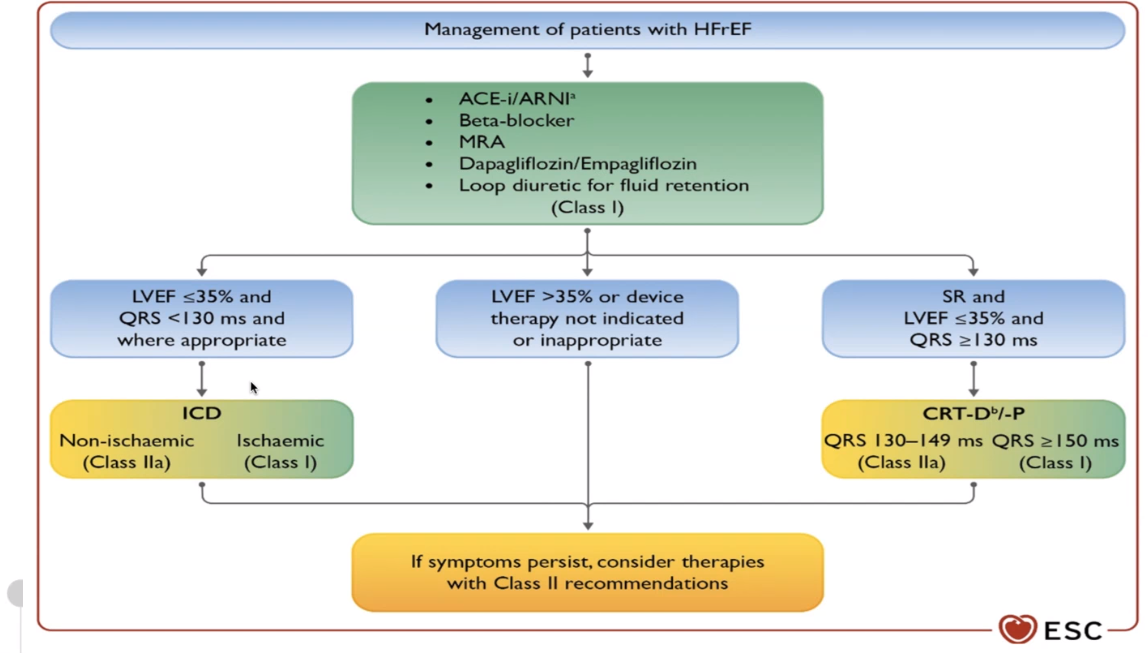 Management of patients with HFrEF
• ACE-i/ARNIᵃ
• Beta-blocker
• MRA
• Dapagliflozin/Empagliflozin
• Loop diuretic for fluid retention
(Class I)
LVEF ≤35% and
QRS <130 ms and
where appropriate
LVEF >35% or device
therapy not indicated
or inappropriate
SR and
LVEF ≤35% and
QRS ≥130 ms
ICD
Non-ischaemic Ischaemic
(Class IIa) (Class I)
CRT-Dᵇ/-P
QRS 130–149 ms QRS ≥150 ms
(Class IIa) (Class I)
If symptoms persist, consider therapies
with Class II recommendations
ESC